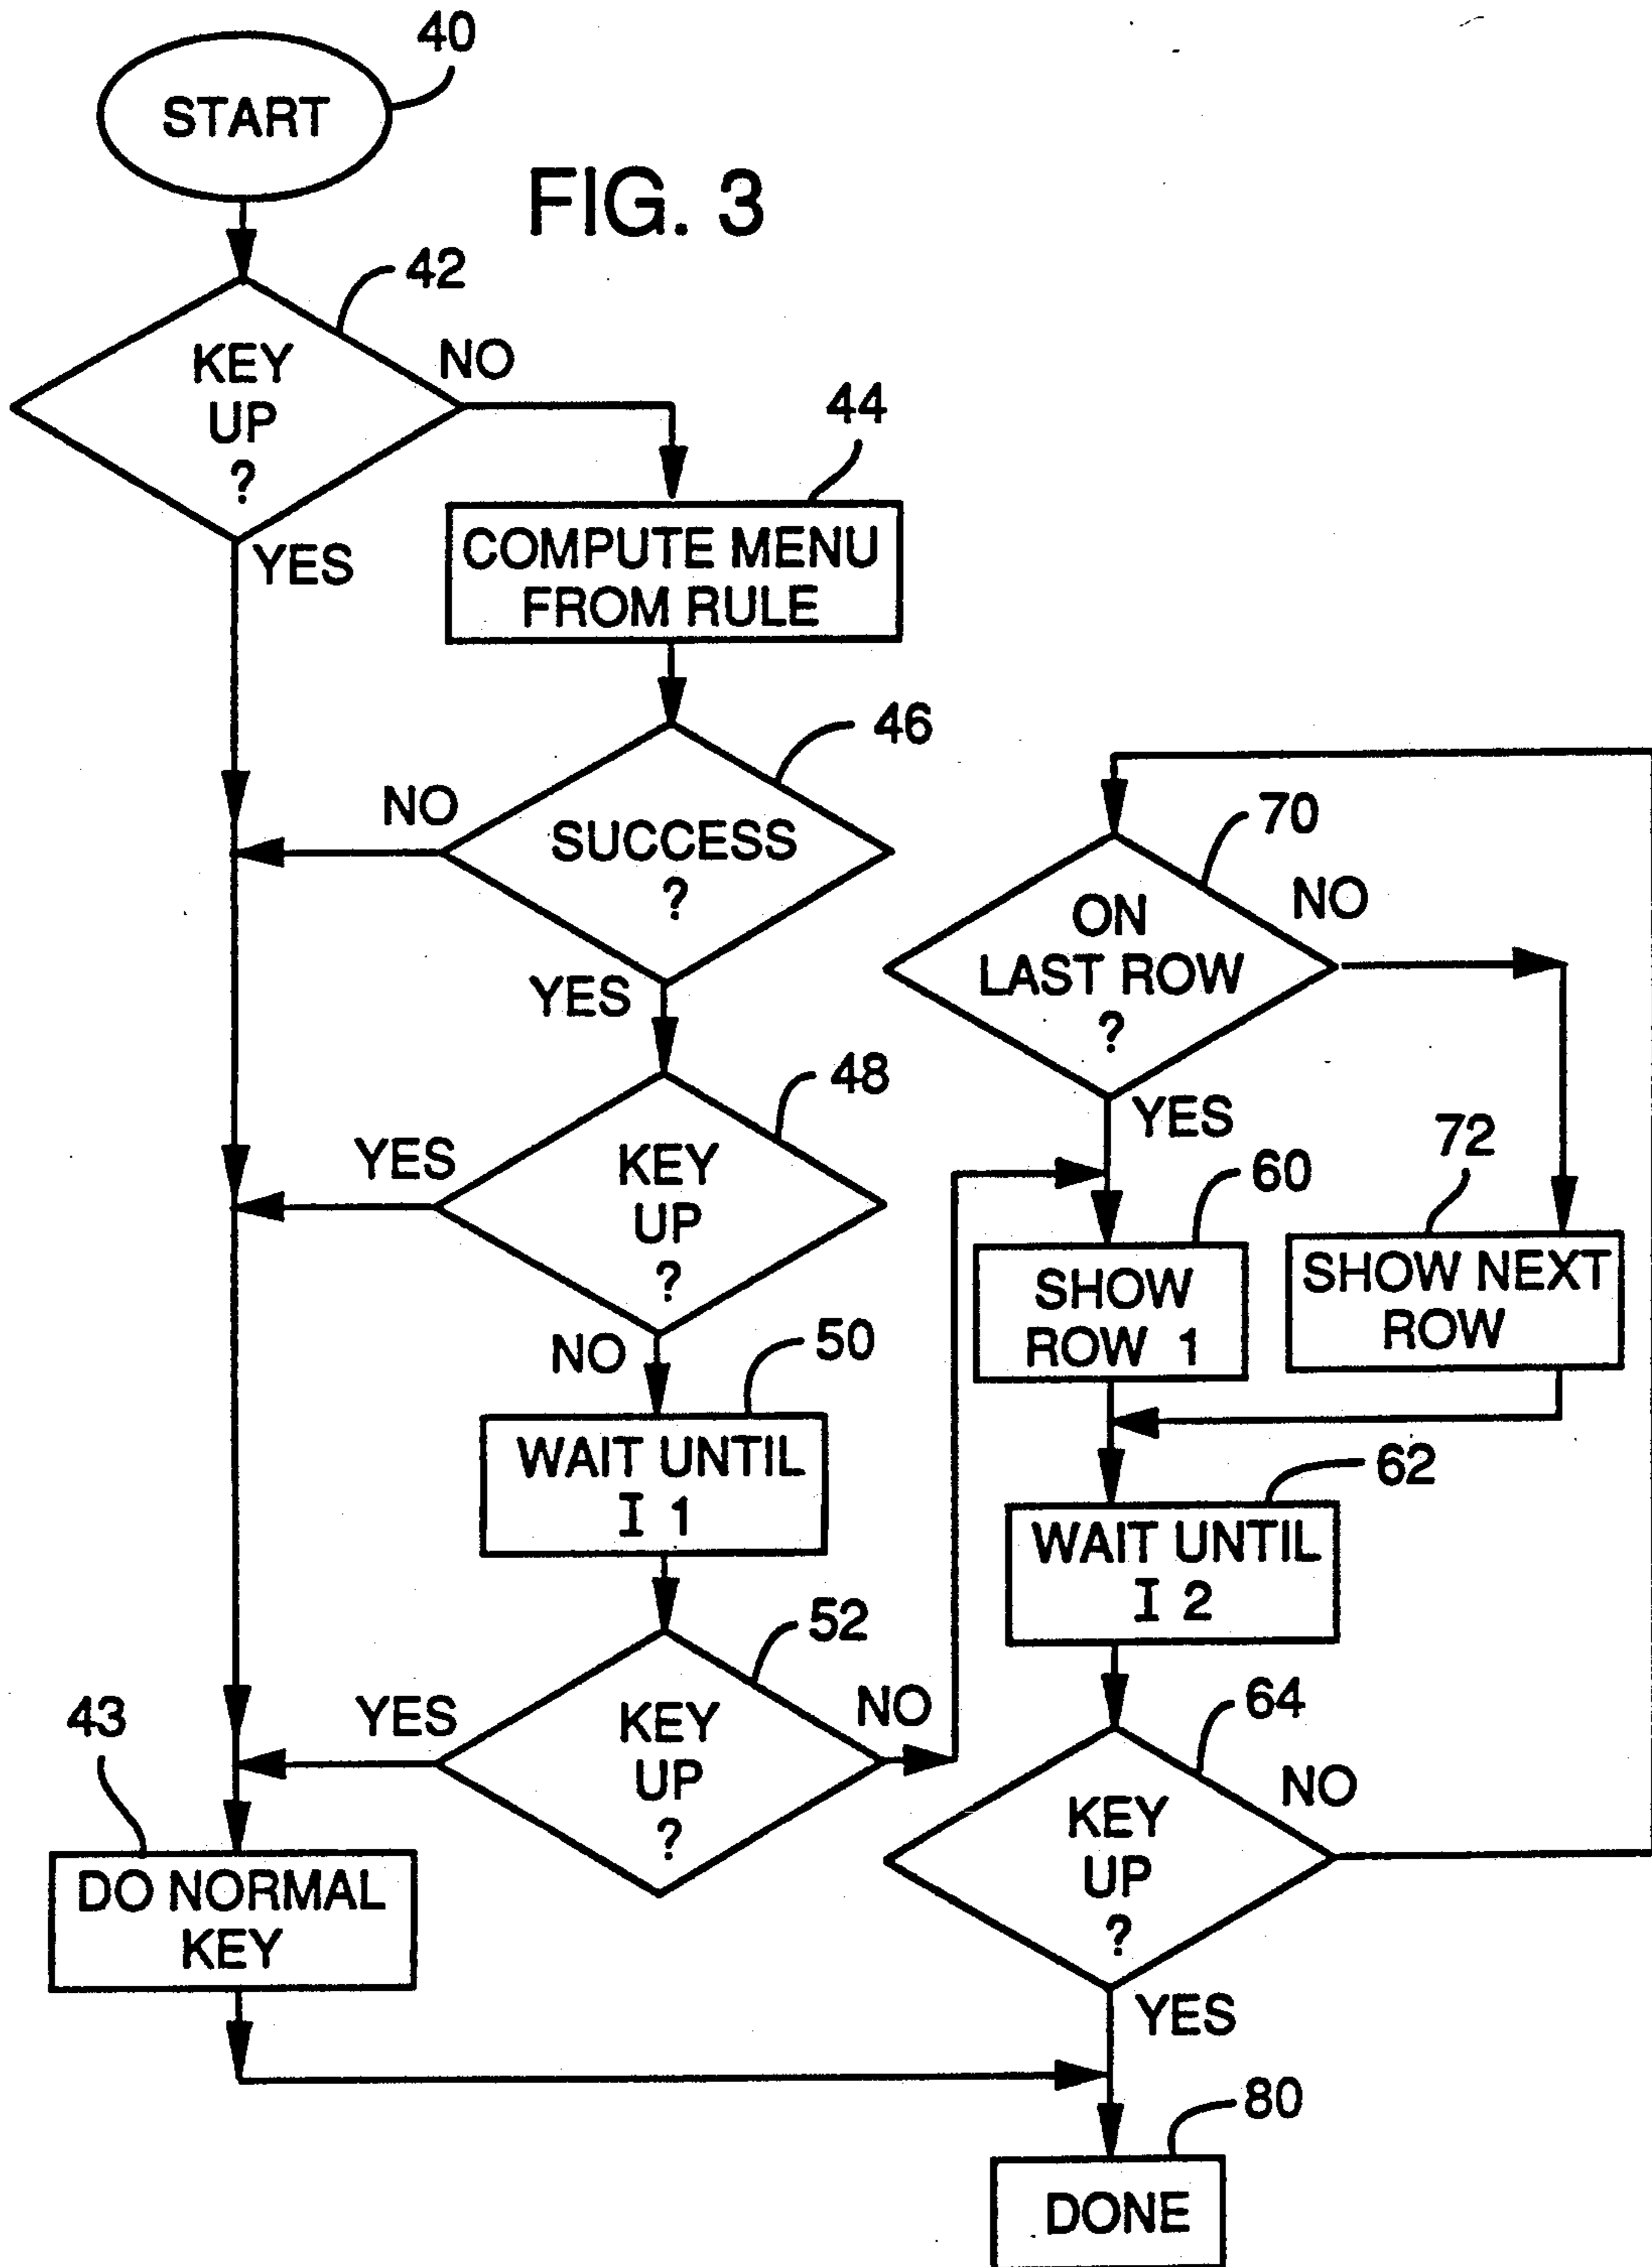 40
START
FIG. 3
42
KEY
UP
?
NO
YES
44
COMPUTE MENU
FROM RULE
46
SUCCESS
?
NO
YES
48
KEY
UP
?
YES
NO
50
WAIT UNTIL
I 1
52
KEY
UP
?
YES
NO
43
DO NORMAL
KEY
70
ON
LAST ROW
?
NO
YES
60
SHOW
ROW 1
72
SHOW NEXT
ROW
62
WAIT UNTIL
I 2
64
KEY
UP
?
NO
YES
80
DONE